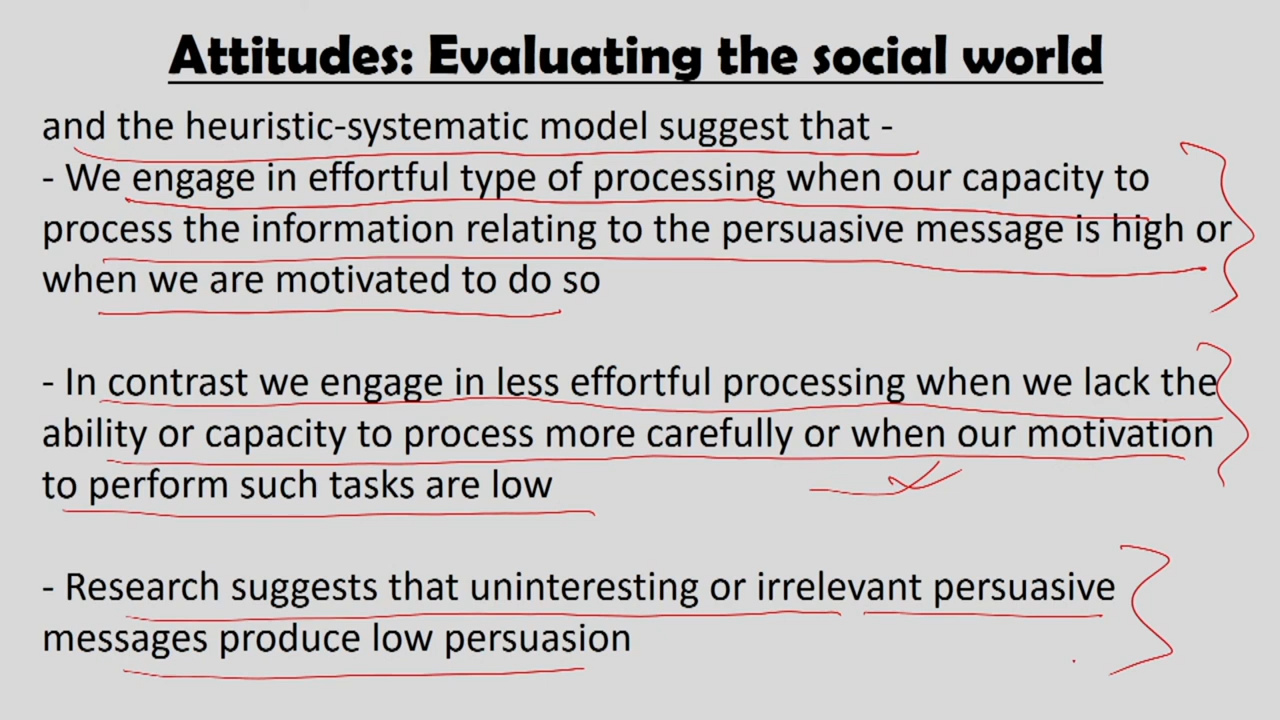 Attitudes: Evaluating the social world
and the heuristic-systematic model suggest that -
- We engage in effortful type of processing when our capacity to
process the information relating to the persuasive message is high or
when we are motivated to do so
- In contrast we engage in less effortful processing when we lack the
ability or capacity to process more carefully or when our motivation
to perform such tasks are low
- Research suggests that uninteresting or irrelevant persuasive
messages produce low persuasion